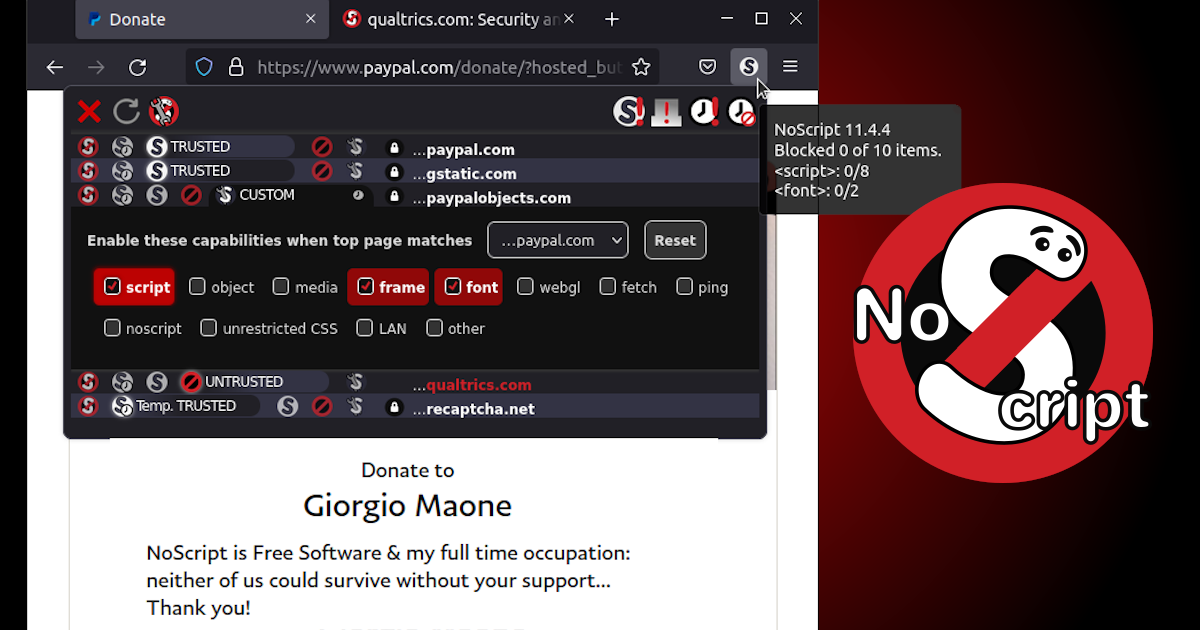 Donate
qualtrics.com: Security an
https://www.paypal.com/donate/?hosted_but
NoScript 11.4.4
Blocked 0 of 10 items.
<script>: 0/8
<font>: 0/2
TRUSTED ...paypal.com
TRUSTED ...gstatic.com
CUSTOM ...paypalobjects.com
Enable these capabilities when top page matches ...paypal.com Reset
script object media frame font webgl fetch ping
noscript unrestricted CSS LAN other
UNTRUSTED ...qualtrics.com
Temp. TRUSTED ...recaptcha.net
NoScript
Donate to
Giorgio Maone
NoScript is Free Software & my full time occupation:
neither of us could survive without your support...
Thank you!